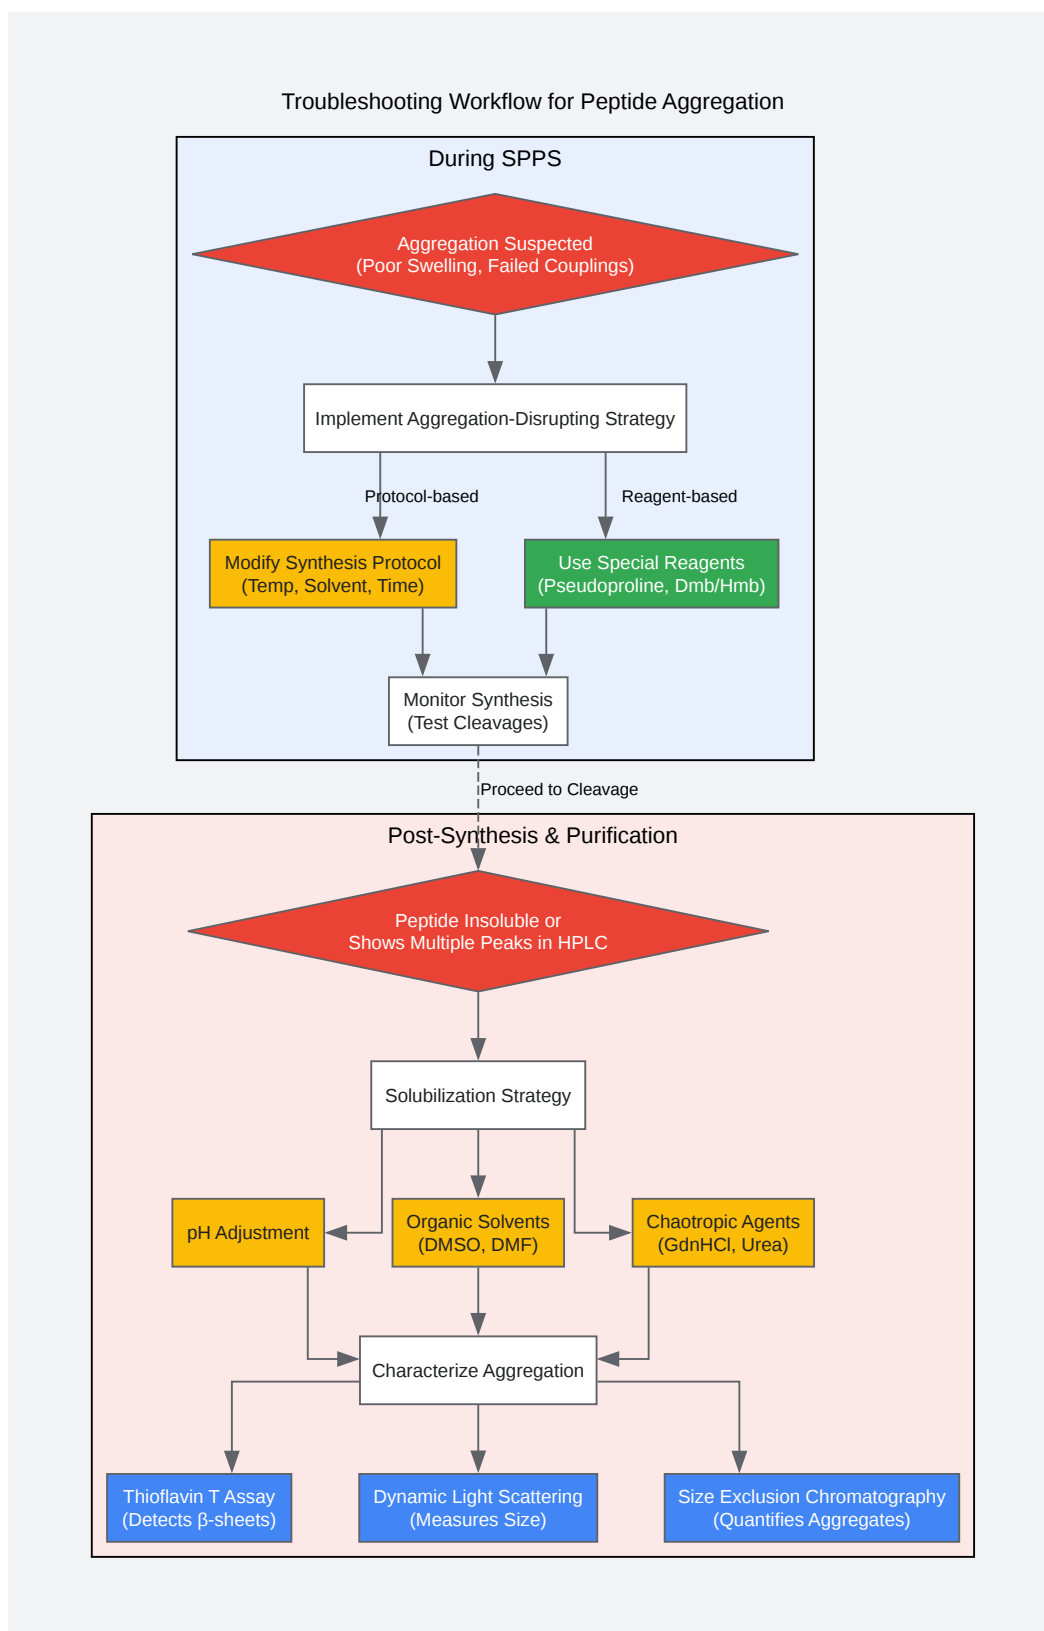 Troubleshooting Workflow for Peptide Aggregation
During SPPS
Aggregation Suspected
(Poor Swelling, Failed Couplings)
Implement Aggregation-Disrupting Strategy
Protocol-based
Reagent-based
Modify Synthesis Protocol
(Temp, Solvent, Time)
Use Special Reagents
(Pseudoproline, Dmb/Hmb)
Monitor Synthesis
(Test Cleavages)
Proceed to Cleavage
Post-Synthesis & Purification
Peptide Insoluble or
Shows Multiple Peaks in HPLC
Solubilization Strategy
pH Adjustment
Organic Solvents
(DMSO, DMF)
Chaotropic Agents
(GdnHCl, Urea)
Characterize Aggregation
Thioflavin T Assay
(Detects β-sheets)
Dynamic Light Scattering
(Measures Size)
Size Exclusion Chromatography
(Quantifies Aggregates)